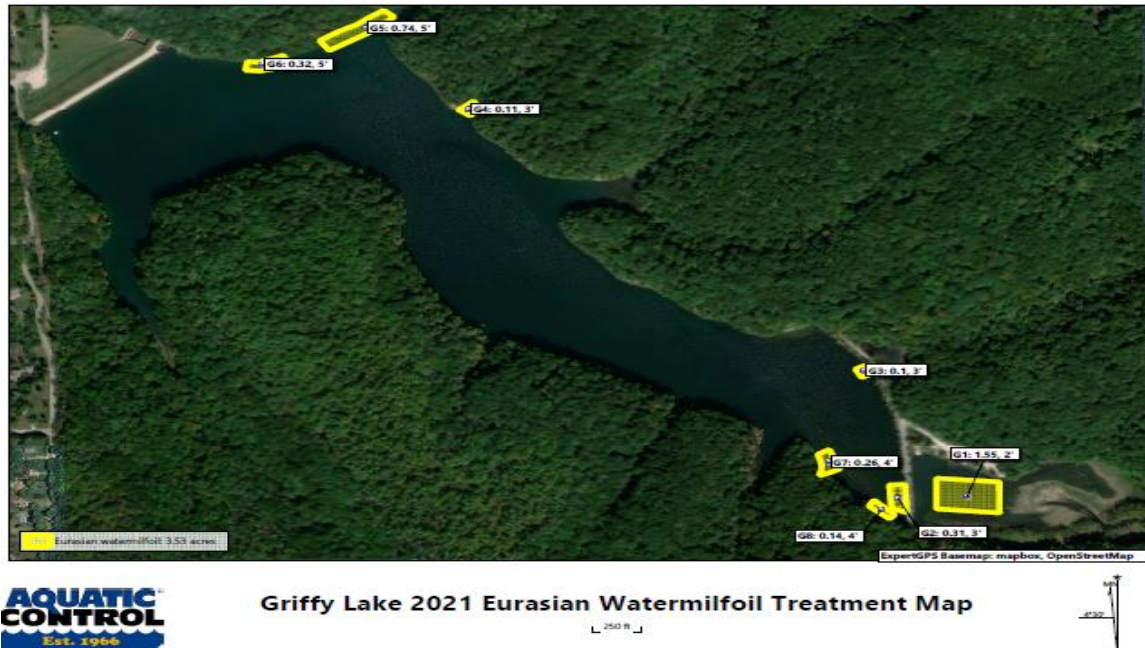 G5: 0.74, 5'
G6: 0.32, 5'
G4: 0.11, 3'
G3: 0.1, 3'
G1: 1.55, 2'
G7: 0.26, 4'
G8: 0.14, 4'
G2: 0.31, 3'
Eurasian watermilfoil: 3.53 acres
ExpertGPS Basemap: mapbox, OpenStreetMap
AQUATIC
CONTROL
Est. 1966
Griffy Lake 2021 Eurasian Watermilfoil Treatment Map
250 ft
MN